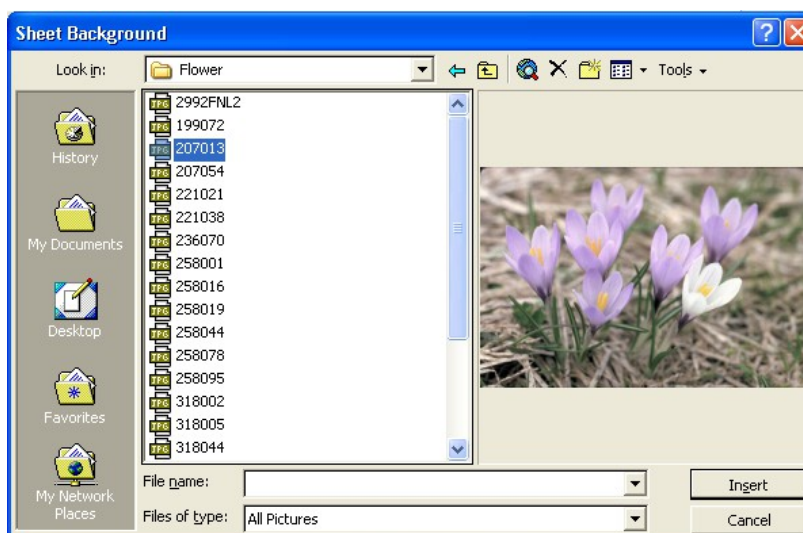 Sheet Background
Look in:
Flower
Tools
History
My Documents
Desktop
Favorites
My Network
Places
2992FNL2
199072
207013
207054
221021
221038
236070
258001
258016
258019
258044
258078
258095
318002
318005
318044
File name:
Insert
Files of type:
All Pictures
Cancel